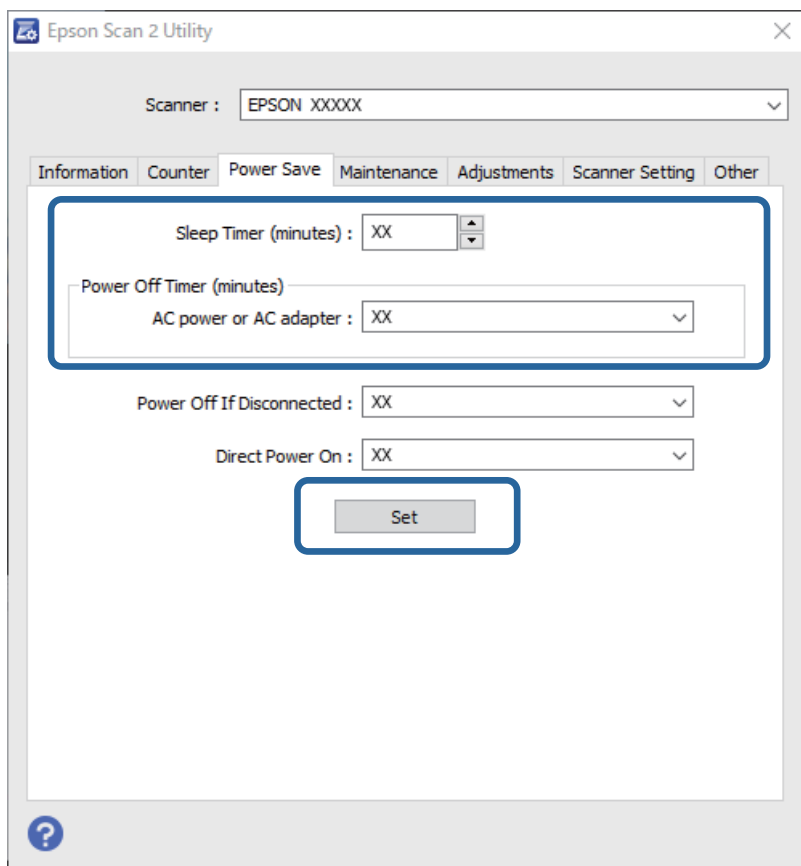 Epson Scan 2 Utility
Scanner : EPSON XXXXX
Information Counter Power Save Maintenance Adjustments Scanner Setting Other
Sleep Timer (minutes) : XX
Power Off Timer (minutes)
AC power or AC adapter : XX
Power Off If Disconnected : XX
Direct Power On : XX
Set
?